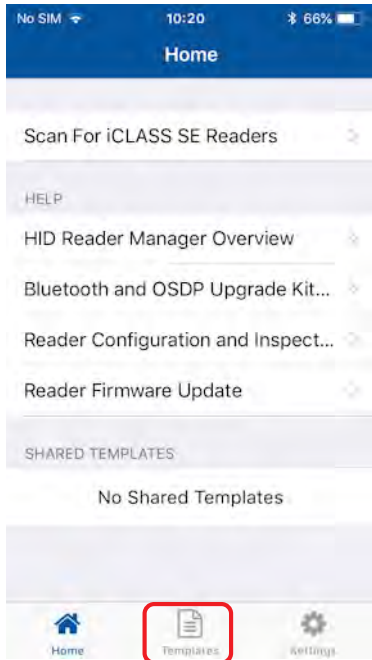 No SIM 10:20 66%
Home
Scan For iCLASS SE Readers
HELP
HID Reader Manager Overview
Bluetooth and OSDP Upgrade Kit...
Reader Configuration and Inspect...
Reader Firmware Update
SHARED TEMPLATES
No Shared Templates
Home Templates Settings